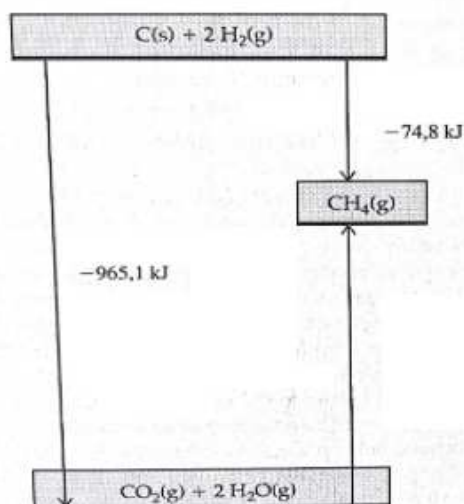 C(s) + 2 H₂(g)
−74,8 kJ
CH₄(g)
−965,1 kJ
CO₂(g) + 2 H₂O(g)